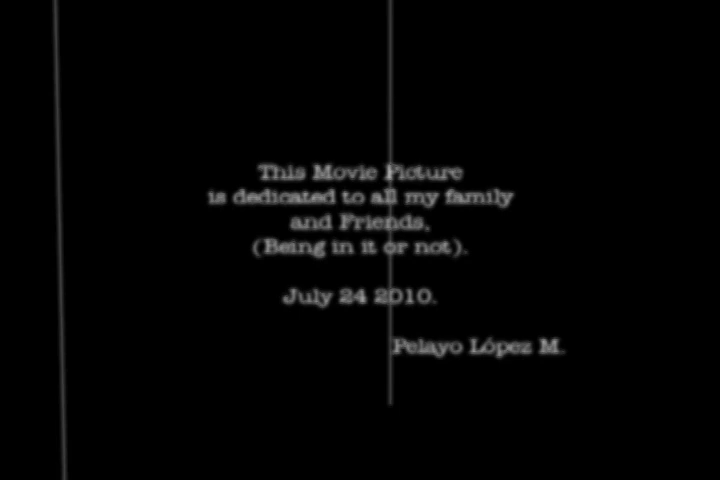 This Movie Picture
is dedicated to all my family
and Friends,
(Being in it or not).
July 24 2010.
Pelayo López M.